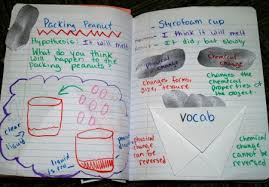 Packing Peanut
Hypothesis: It will melt
What do you think
will happen to the
packing peanuts?
clear
liquid
liquid
is
Styrofoam cup
→ I think it will melt
→ It did, but slowly
Physical
change
Chemical
change
changes form,
size, texture
changes the
chemical
properties of
the object
Vocab
physical
change
can be
reversed
chemical
change
cannot be
reversed